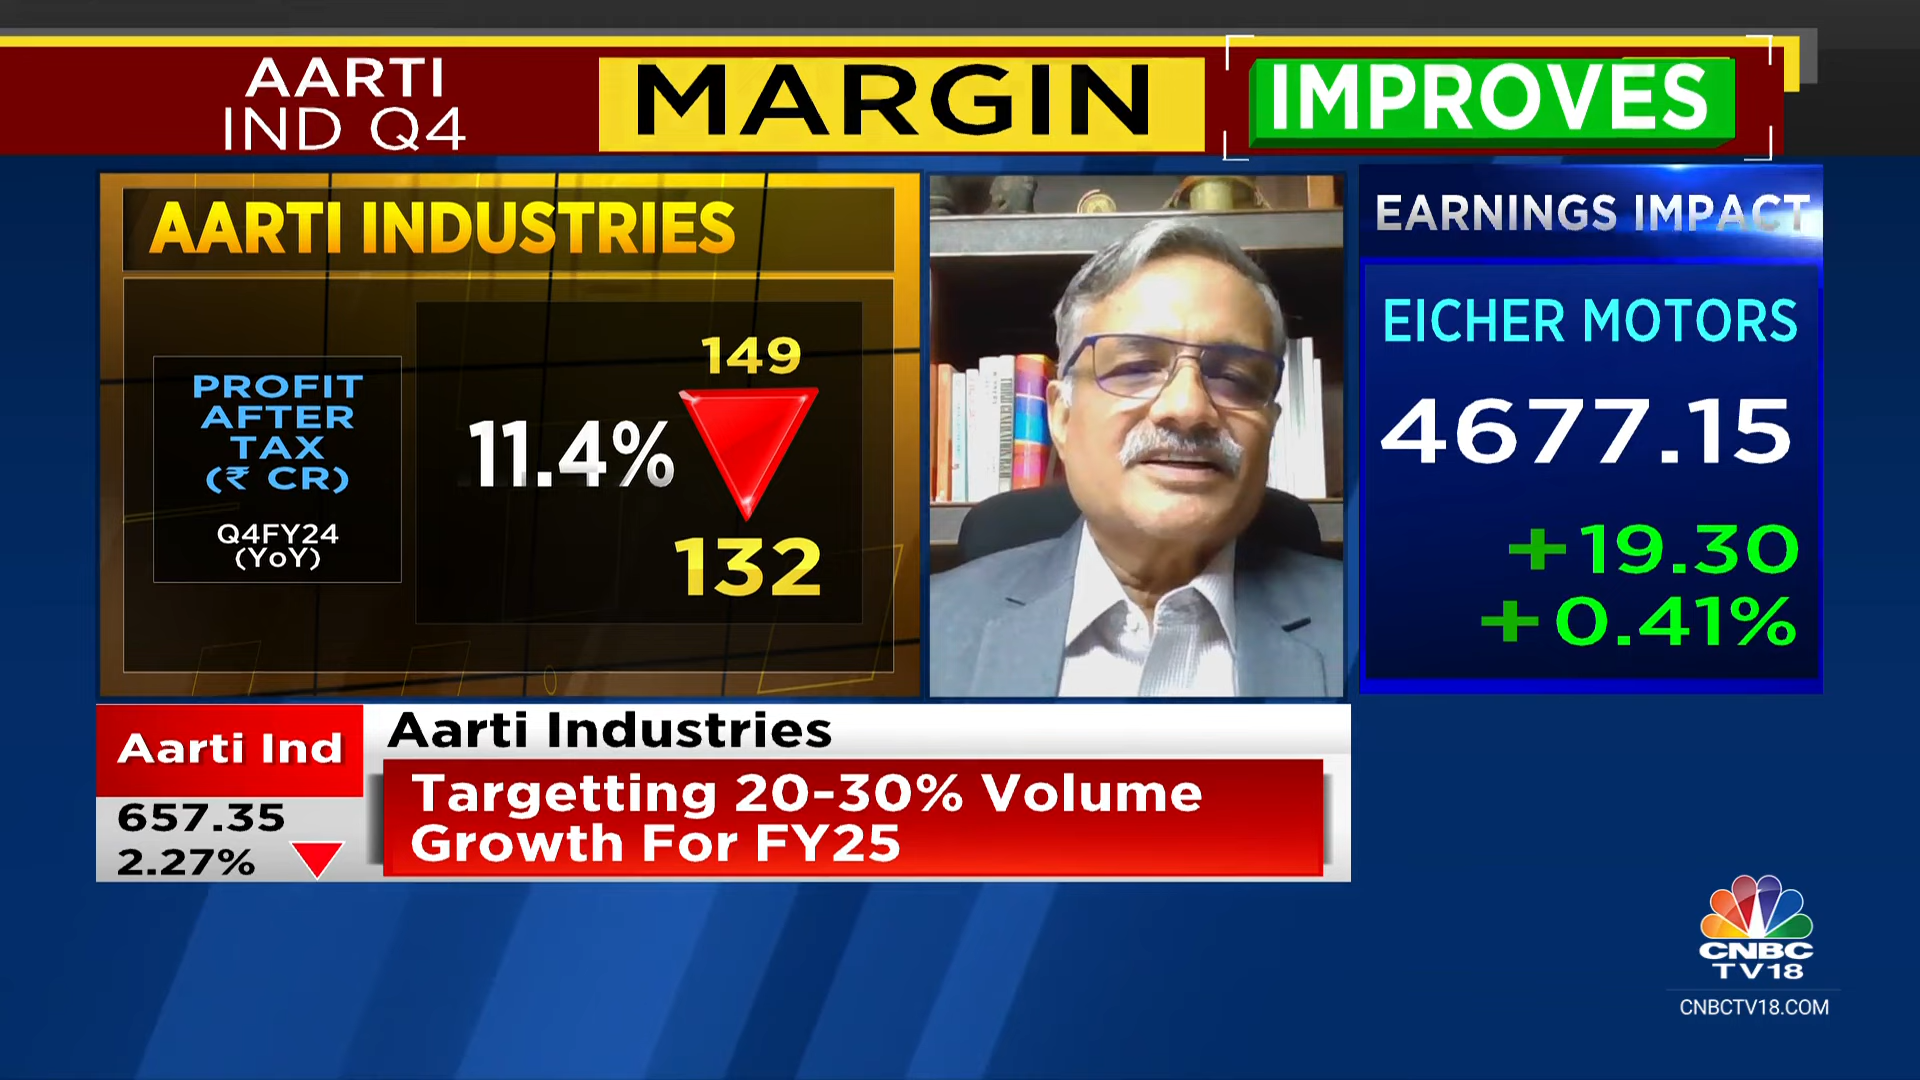 AARTI
IND Q4
MARGIN
IMPROVES
AARTI INDUSTRIES
PROFIT
AFTER
TAX
(₹ CR)
Q4FY24
(YoY)
149
11.4%
132
EARNINGS IMPACT
EICHER MOTORS
4677.15
+19.30
+0.41%
Aarti Ind
657.35
2.27%
Aarti Industries
Targetting 20-30% Volume
Growth For FY25
CNBC
TV18
CNBCTV18.COM